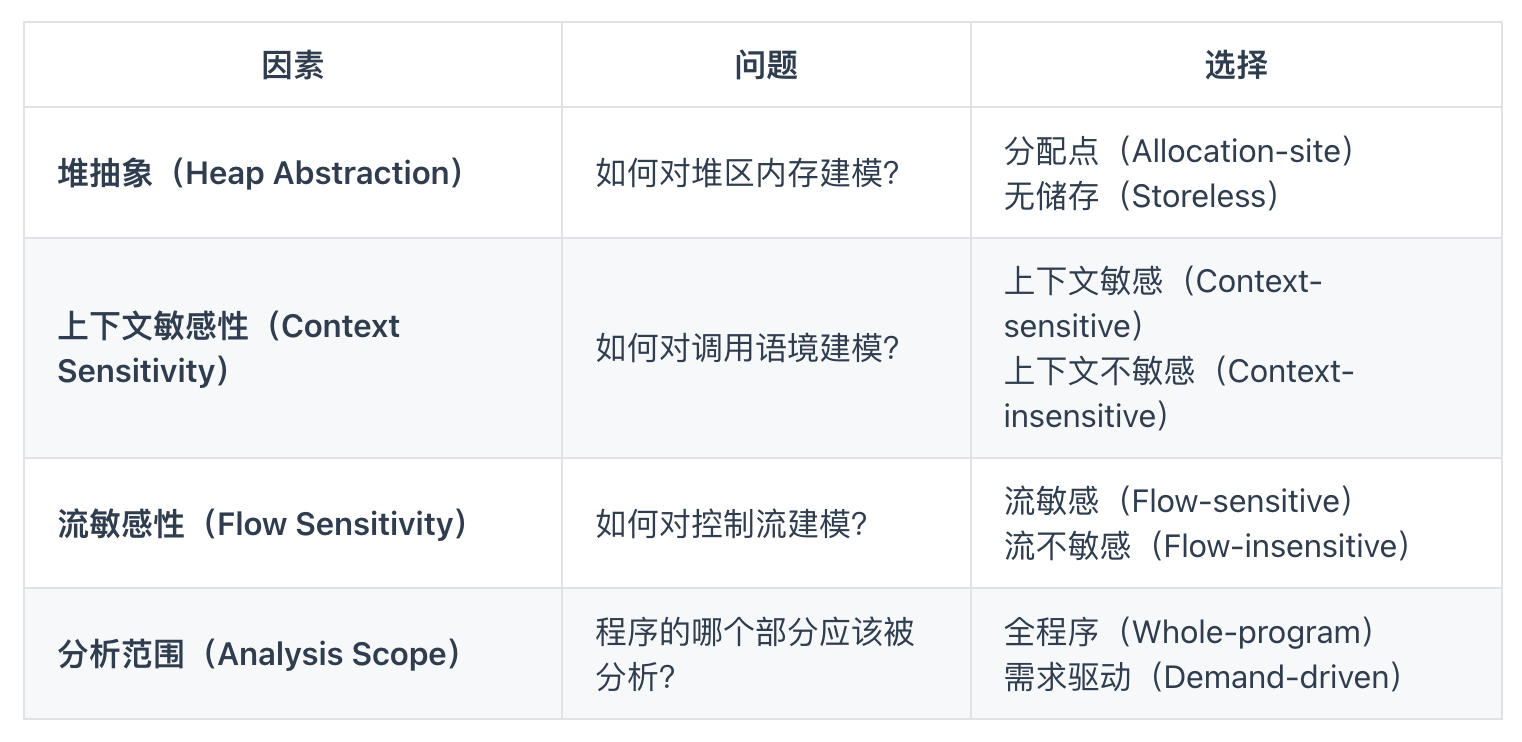 因素
问题
选择
堆抽象（Heap Abstraction）
如何对堆区内存建模？
分配点（Allocation-site）
无储存（Storeless）
上下文敏感性（Context
Sensitivity）
如何对调用语境建模？
上下文敏感（Context-
sensitive）
上下文不敏感（Context-
insensitive）
流敏感性（Flow Sensitivity）
如何对控制流建模？
流敏感（Flow-sensitive）
流不敏感（Flow-insensitive）
分析范围（Analysis Scope）
程序的哪个部分应该被
分析？
全程序（Whole-program）
需求驱动（Demand-driven）